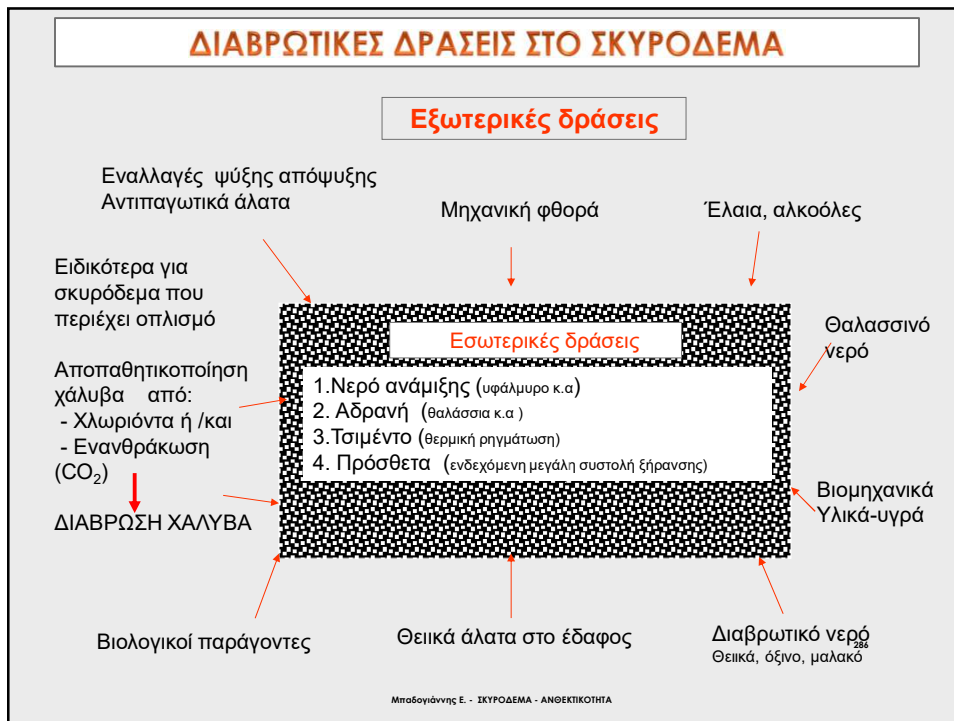 ΔΙΑΒΡΩΤΙΚΕΣ ΔΡΑΣΕΙΣ ΣΤΟ ΣΚΥΡΟΔΕΜΑ
Εξωτερικές δράσεις
Εναλλαγές ψύξης απόψυξης
Αντιπαγωτικά άλατα
Μηχανική φθορά
Έλαια, αλκοόλες
Ειδικότερα για
σκυρόδεμα που
περιέχει οπλισμό
Αποπαθητικοποίηση
χάλυβα από:
- Χλωριόντα ή /και
- Ενανθράκωση
(CO₂)
ΔΙΑΒΡΩΣΗ ΧΑΛΥΒΑ
Εσωτερικές δράσεις
1.Νερό ανάμιξης (υφάλμυρο κ.α)
2. Αδρανή (θαλάσσια κ.α )
3.Τσιμέντο (θερμική ρηγμάτωση)
4. Πρόσθετα (ενδεχόμενη μεγάλη συστολή ξήρανσης)
Θαλασσινό
νερό
Βιομηχανικά
Υλικά-υγρά
Βιολογικοί παράγοντες
Θειικά άλατα στο έδαφος
Διαβρωτικό νερό
Θειικά, όξινο, μαλακό
286
Μπαδογιάννης Ε. - ΣΚΥΡΟΔΕΜΑ - ΑΝΘΕΚΤΙΚΟΤΗΤΑ